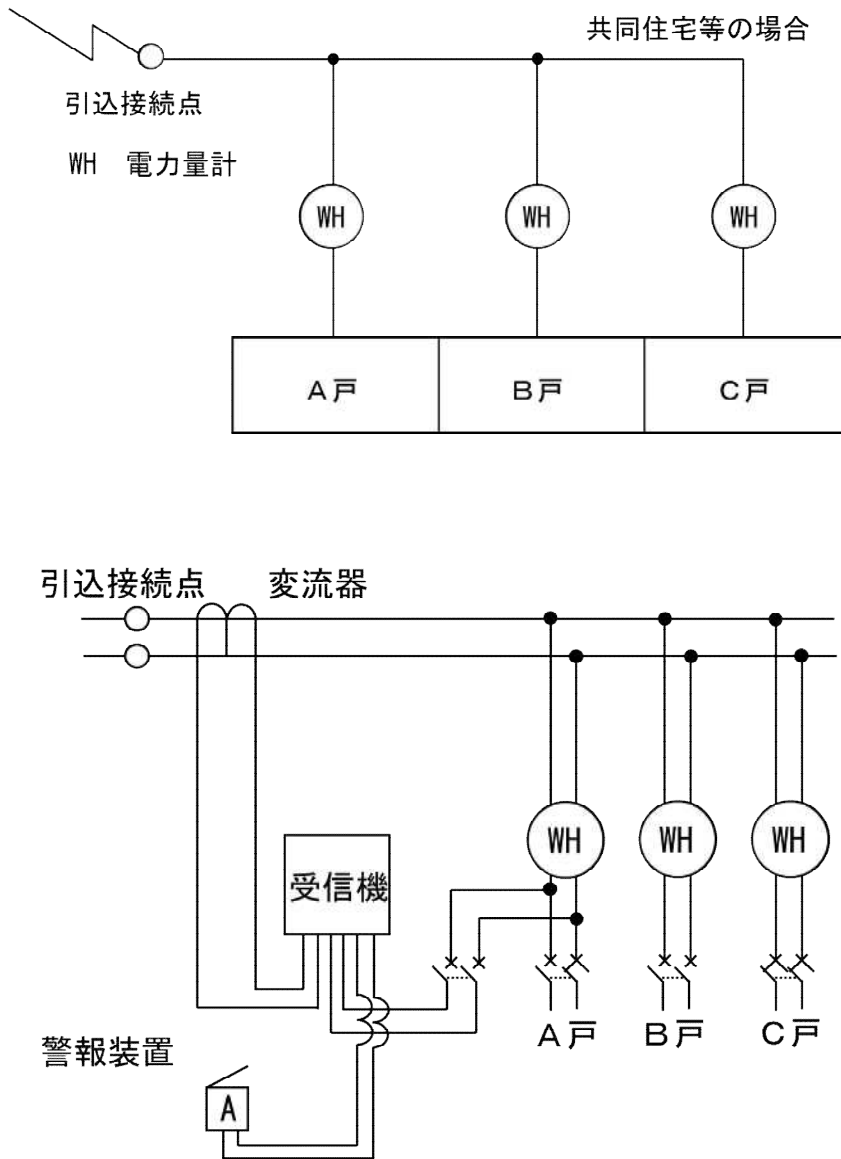 共同住宅等の場合
引込接続点
WH 電力量計
WH WH WH
A戸 B戸 C戸
引込接続点 変流器
WH WH WH
受信機
A戸 B戸 C戸
警報装置
A